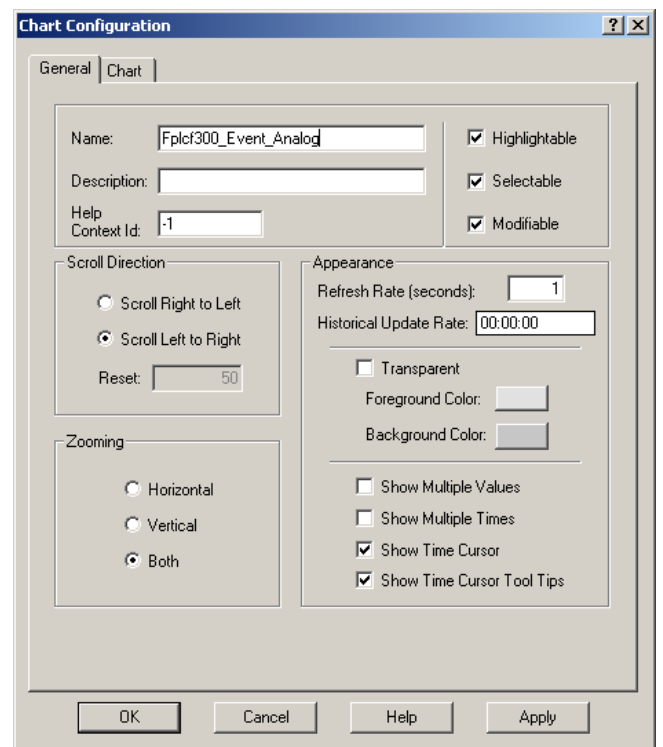 Chart Configuration
General Chart
Name: Fplcf300_Event_Analog
Highlightable
Description:
Selectable
Help
Context Id: -1
Modifiable
Scroll Direction
Scroll Right to Left
Scroll Left to Right
Reset: 50
Zooming
Horizontal
Vertical
Both
Appearance
Refresh Rate (seconds): 1
Historical Update Rate: 00:00:00
Transparent
Foreground Color:
Background Color:
Show Multiple Values
Show Multiple Times
Show Time Cursor
Show Time Cursor Tool Tips
OK Cancel Help Apply